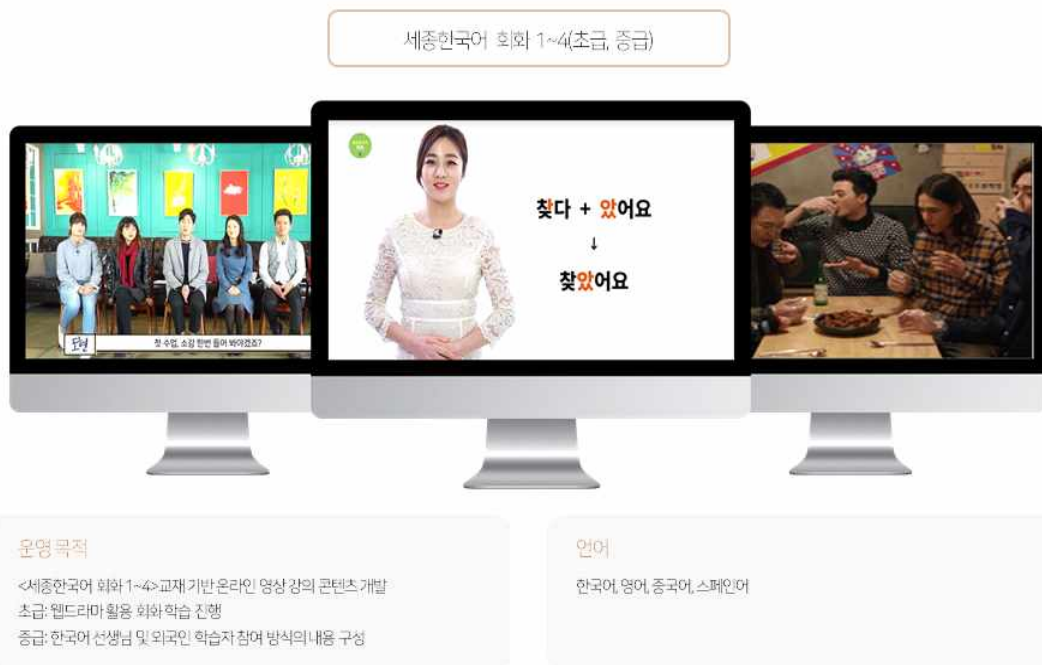 세종한국어 회화 1~4(초급, 중급)
첫 수업, 소감 한번 들어 봐야겠죠?
찾다 + 았어요
↓
찾았어요
운영 목적
<세종한국어 회화 1~4>교재 기반 온라인 영상 강의 콘텐츠 개발
초급: 웹드라마 활용 회화 학습 진행
중급: 한국어 선생님 및 외국인 학습자 참여 방식의 내용 구성
언어
한국어, 영어, 중국어, 스페인어